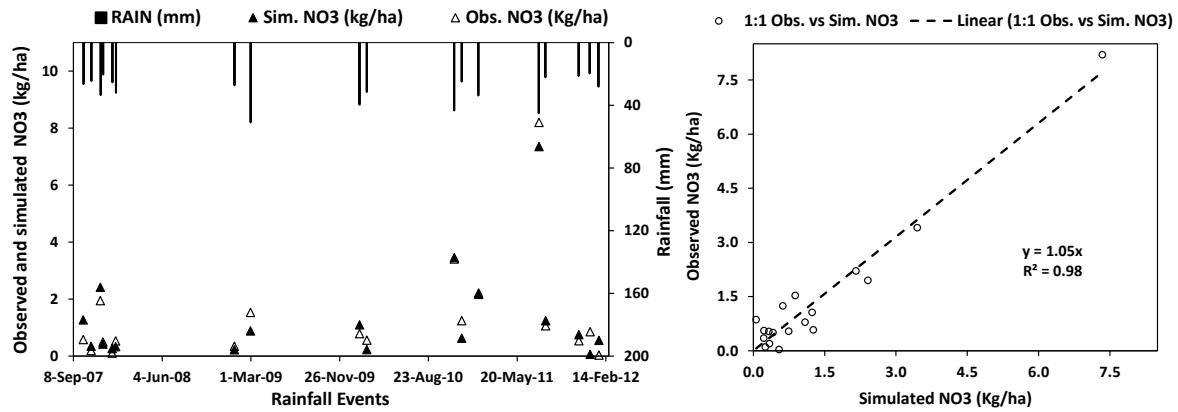 RAIN (mm) Sim. NO3 (kg/ha) Obs. NO3 (Kg/ha)
Observed and simulated NO3 (kg/ha)
10
8
6
4
2
0
0
40
80
120
160
200
Rainfall (mm)
8-Sep-07 4-Jun-08 1-Mar-09 26-Nov-09 23-Aug-10 20-May-11 14-Feb-12
Rainfall Events
1:1 Obs. vs Sim. NO3 Linear (1:1 Obs. vs Sim. NO3)
Observed NO3 (Kg/ha)
7.5
6.0
4.5
3.0
1.5
0.0
y = 1.05x
R² = 0.98
0.0 1.5 3.0 4.5 6.0 7.5
Simulated NO3 (Kg/ha)